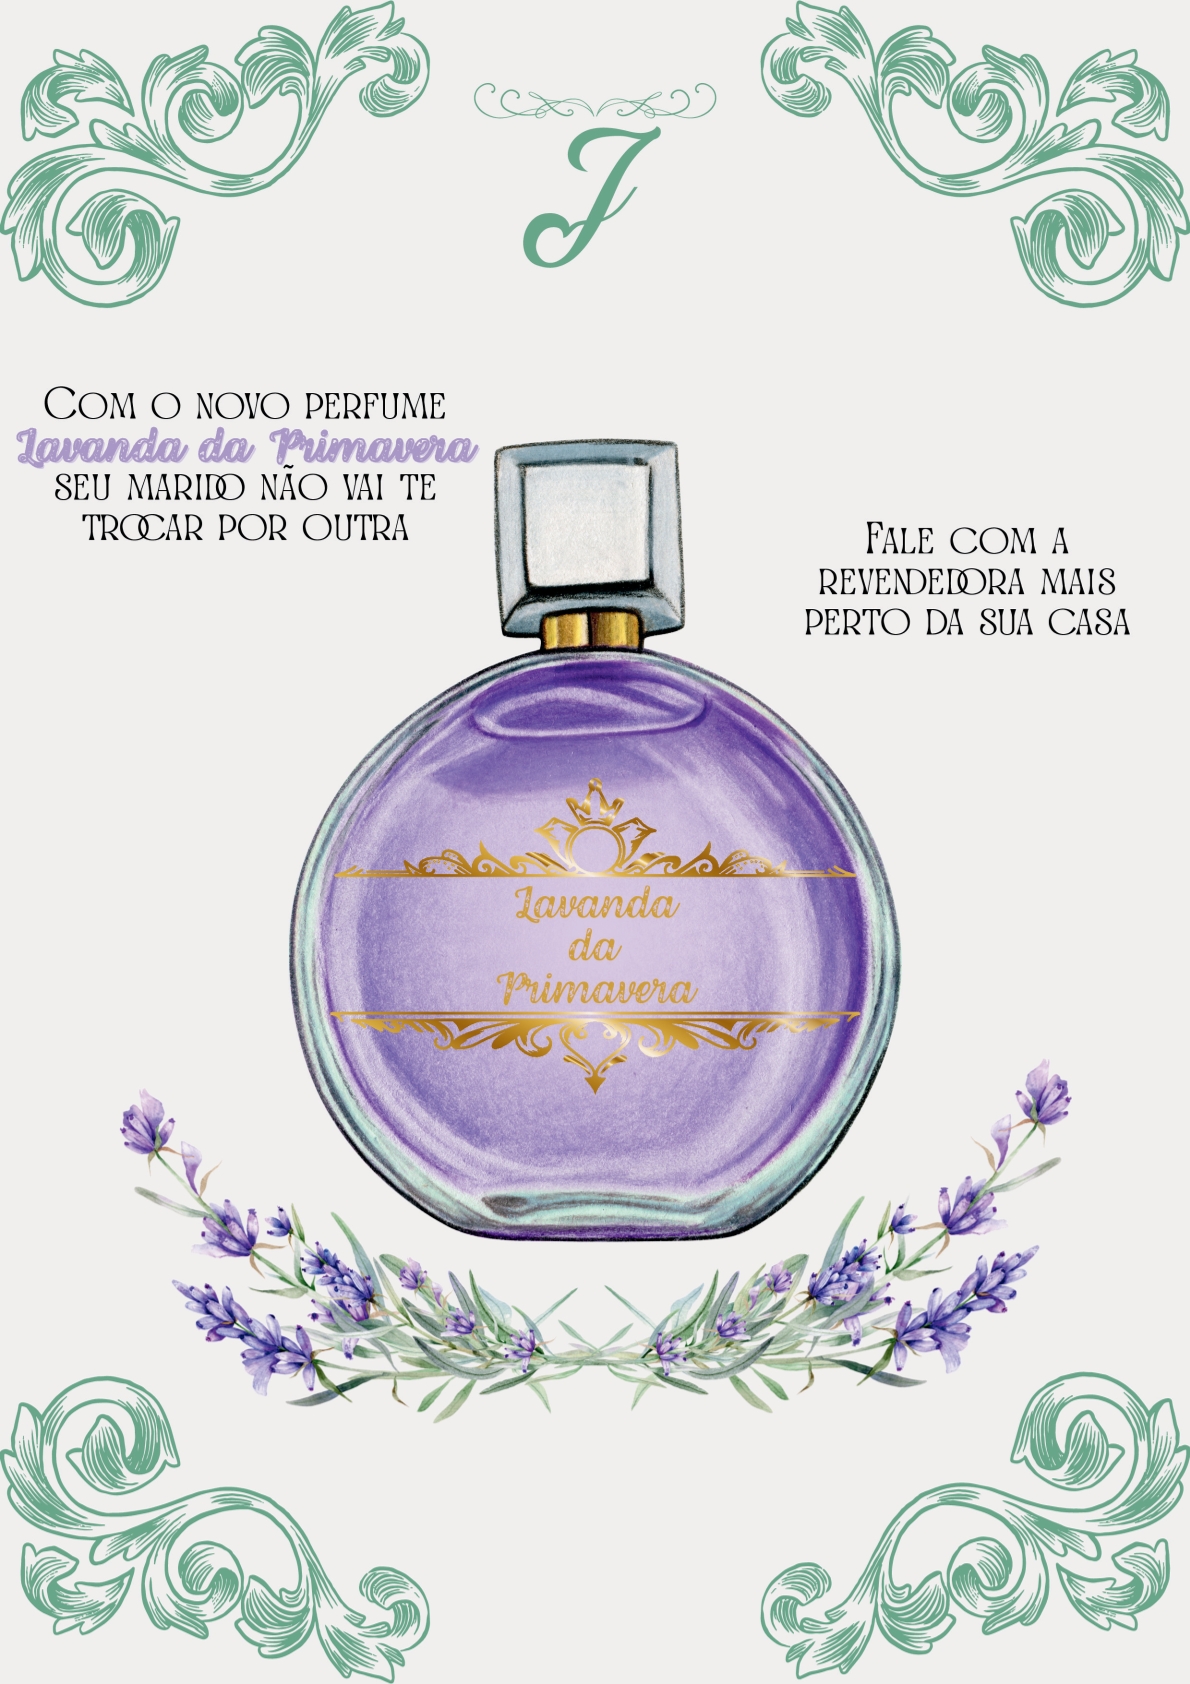 J
Com o novo perfume
Lavanda da Primavera
seu marido não vai te
trocar por outra
Fale com a
revendedora mais
perto da sua casa
Lavanda
da
Primavera